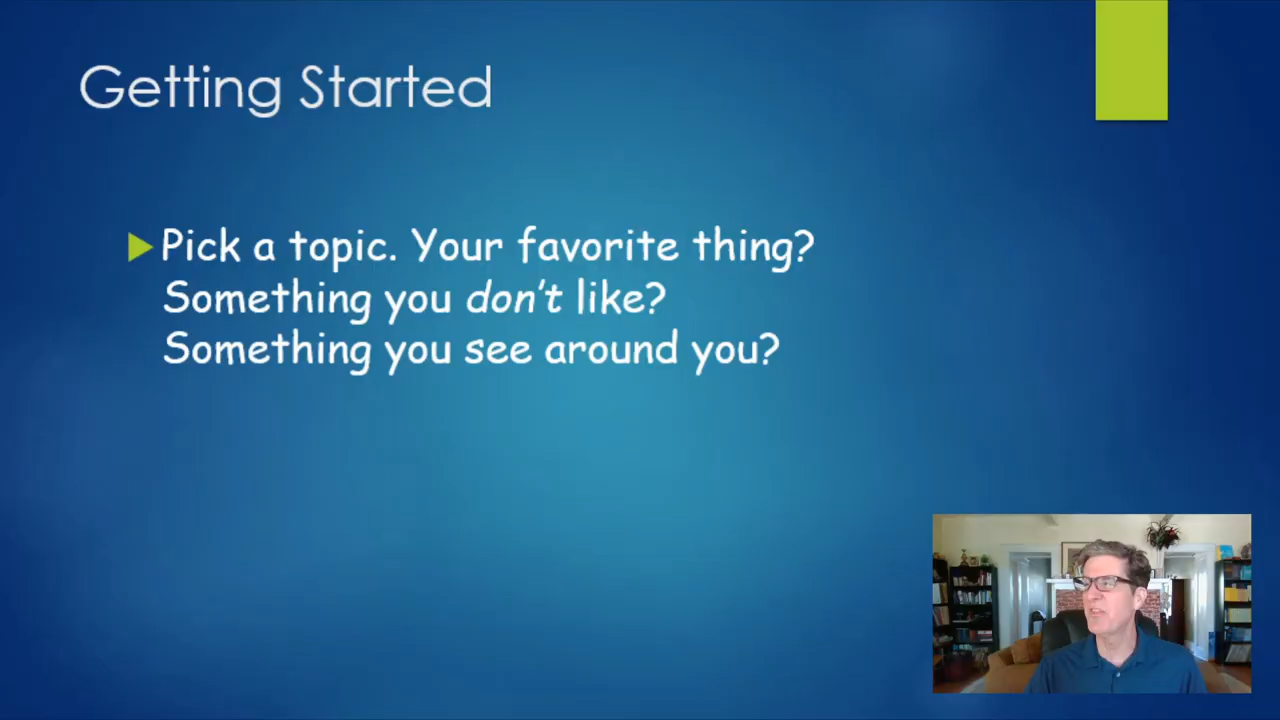 Getting Started
Pick a topic. Your favorite thing?
Something you don't like?
Something you see around you?